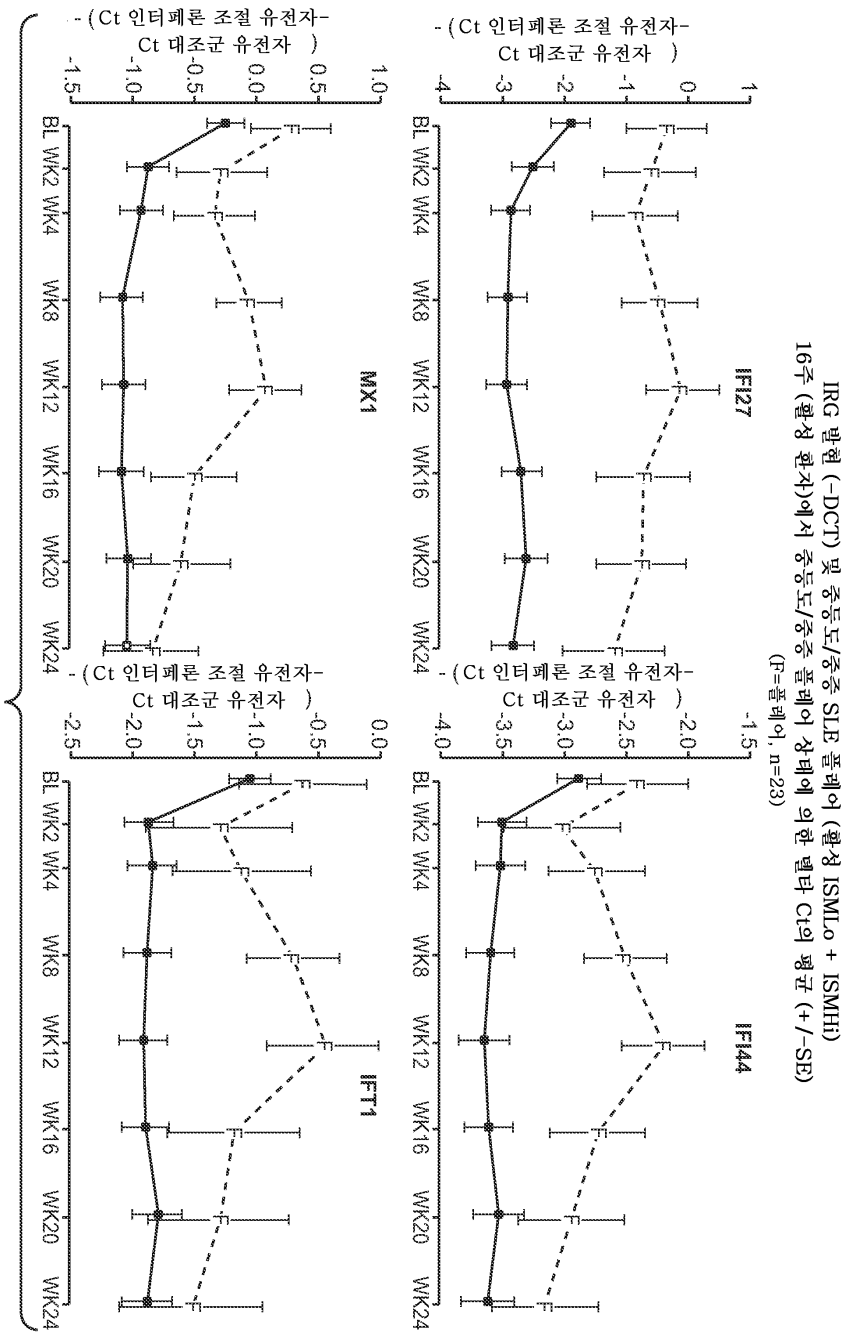 IRG 발현 (-DCT) 및 중등도/중증 SLE 플레어 (활성 ISMLo + ISMHi)
16주 (활성 환자)에서 중등도/중증 플레어 상태에 의한 델타 Ct의 평균 (+/-SE)
(F=플레어, n=23)
IFI27
- (Ct 인터페론 조절 유전자-
Ct 대조군 유전자 )
1
0
-1
-2
-3
-4
BL WK2 WK4 WK8 WK12 WK16 WK20 WK24
IFI44
- (Ct 인터페론 조절 유전자-
Ct 대조군 유전자 )
-1.5
-2.0
-2.5
-3.0
-3.5
-4.0
BL WK2 WK4 WK8 WK12 WK16 WK20 WK24
MX1
- (Ct 인터페론 조절 유전자-
Ct 대조군 유전자 )
1.0
0.5
0.0
-0.5
-1.0
-1.5
BL WK2 WK4 WK8 WK12 WK16 WK20 WK24
IFT1
- (Ct 인터페론 조절 유전자-
Ct 대조군 유전자 )
0.0
-0.5
-1.0
-1.5
-2.0
-2.5
BL WK2 WK4 WK8 WK12 WK16 WK20 WK24